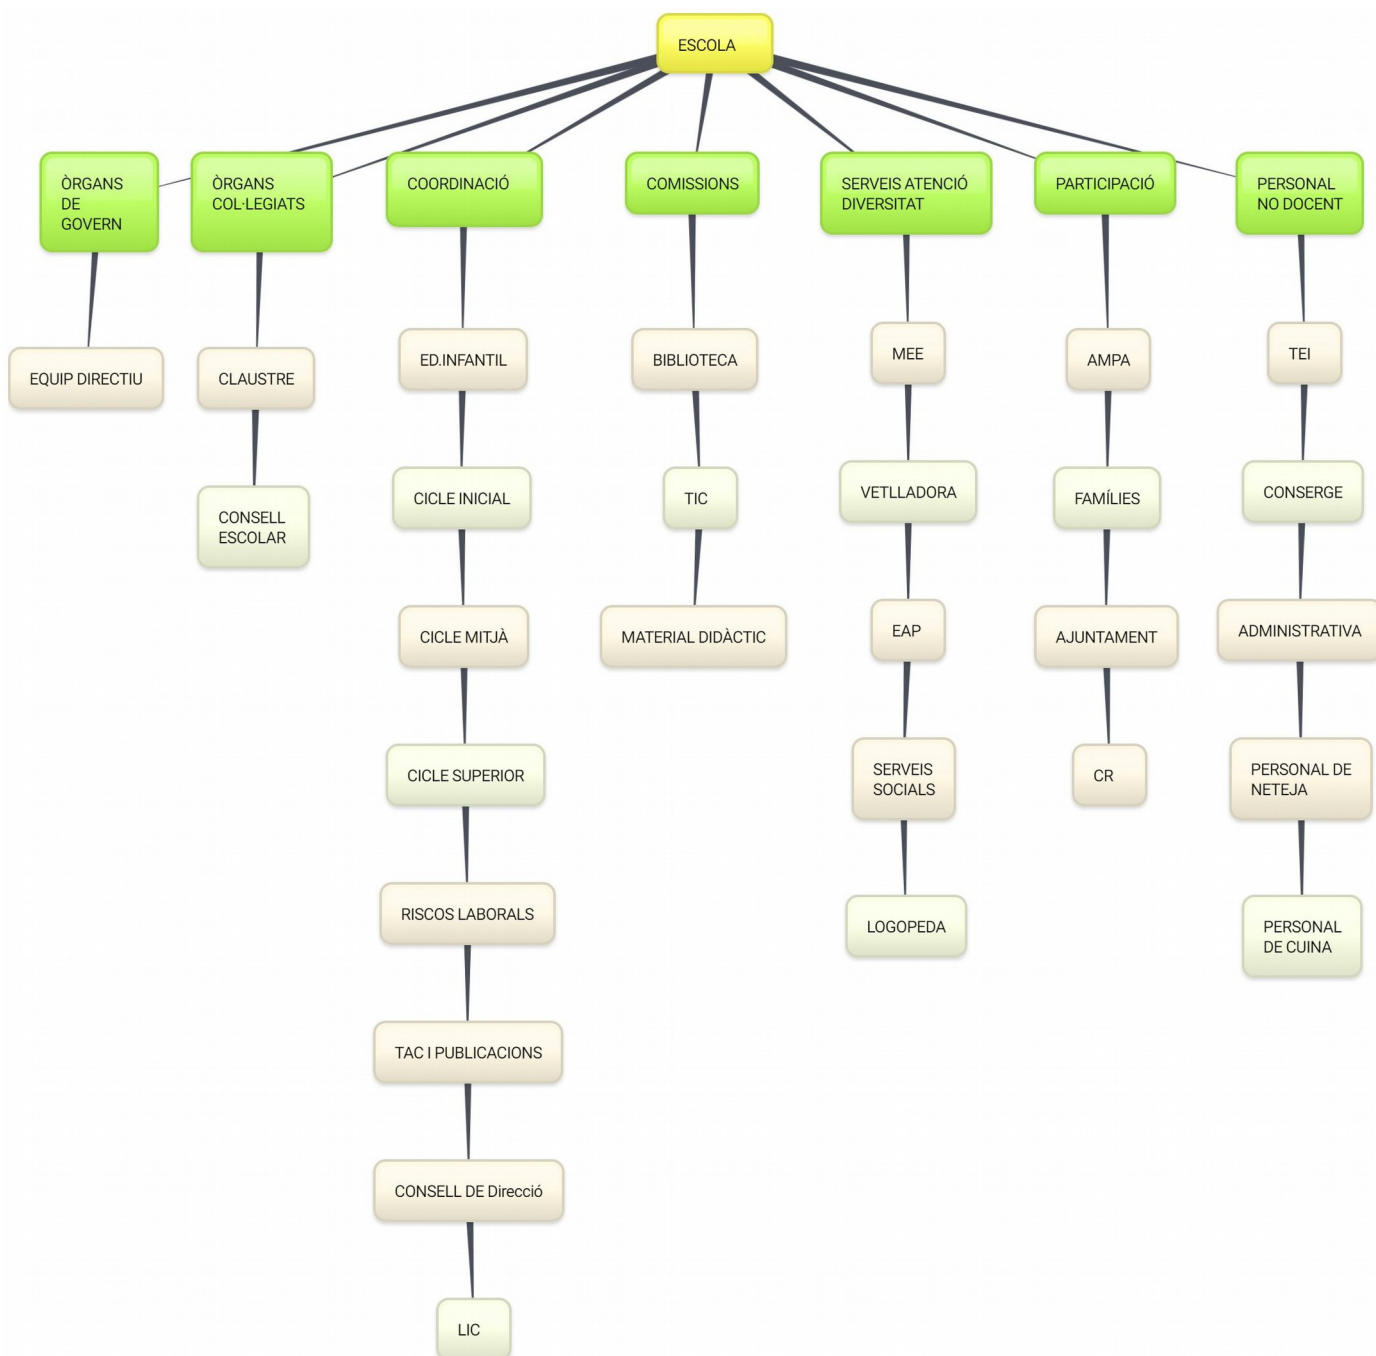 ESCOLA
ÒRGANS
DE
GOVERN
ÒRGANS
COL·LEGIATS
COORDINACIÓ
COMISSIONS
SERVEIS ATENCIÓ
DIVERSITAT
PARTICIPACIÓ
PERSONAL
NO DOCENT
EQUIP DIRECTIU
CLAUSTRE
CONSELL
ESCOLAR
ED.INFANTIL
CICLE INICIAL
CICLE MITJÀ
CICLE SUPERIOR
RISCOS LABORALS
TAC I PUBLICACIONS
CONSELL DE Direcció
LIC
BIBLIOTECA
TIC
MATERIAL DIDÀCTIC
MEE
VETLLADORA
EAP
SERVEIS
SOCIALS
LOGOPEDA
AMPA
FAMÍLIES
AJUNTAMENT
CR
TEI
CONSERGE
ADMINISTRATIVA
PERSONAL DE
NETEJA
PERSONAL
DE CUINA